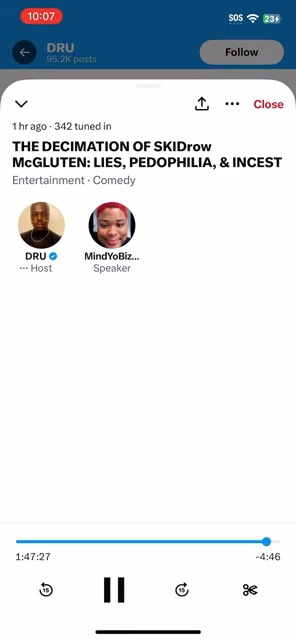 10:07
SOS 23
DRU
95.2K posts
Follow
Close
1 hr ago · 342 tuned in
THE DECIMATION OF SKIDrow
McGLUTEN: LIES, PEDOPHILIA, & INCEST
Entertainment · Comedy
DRU
MindYoBiz...
Host
Speaker
1:47:27
-4:46
15
15